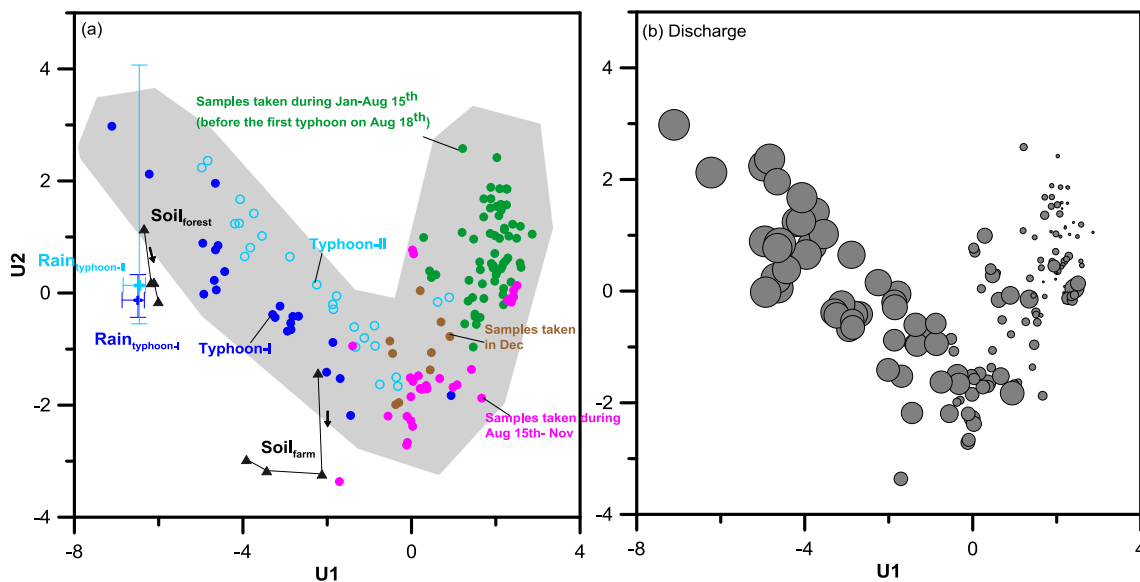 (a)
(b) Discharge
Samples taken during Jan-Aug 15th
(before the first typhoon on Aug 18th)
Soilforest
Typhoon-II
Raintyphoon-II
Raintyphoon-I
Typhoon-I
Samples taken
in Dec
Samples taken during
Aug 15th- Nov
Soilfarm
U2
4
2
0
-2
-4
-8
-4
0
4
U1
4
2
0
-2
-4
-8
-4
0
4
U1